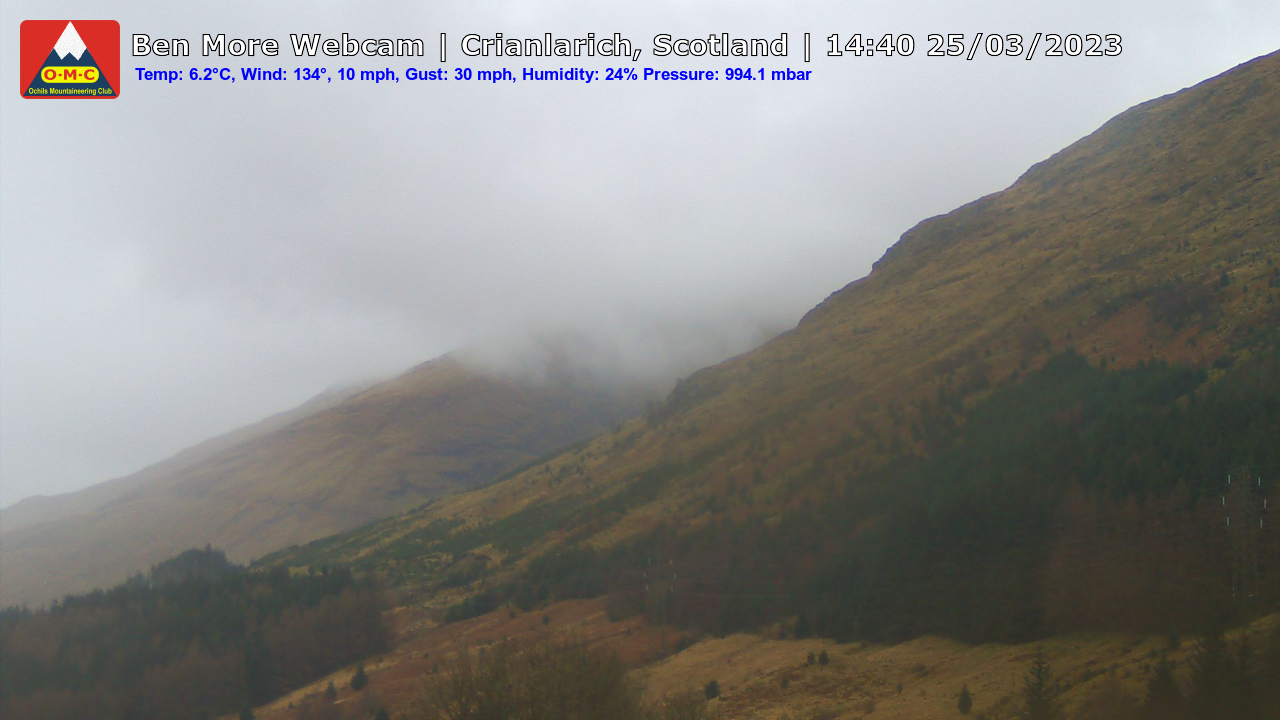 Ben More Webcam | Crianlarich, Scotland | 14:40 25/03/2023
Temp: 6.2°C, Wind: 134°, 10 mph, Gust: 30 mph, Humidity: 24% Pressure: 994.1 mbar
O-M-C
Ochils Mountaineering Club